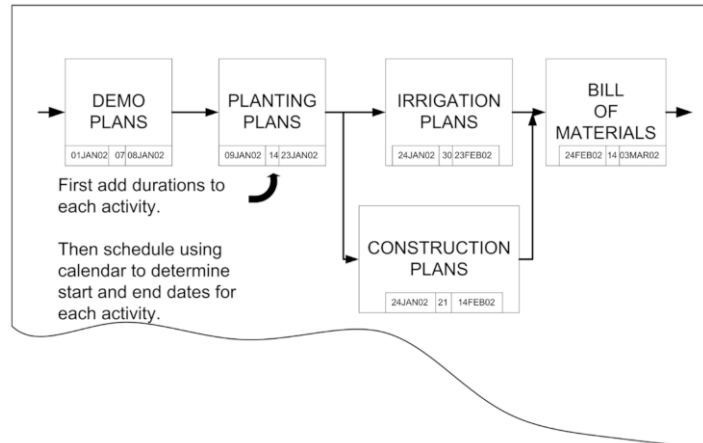 DEMO
PLANS
01JAN02 07 08JAN02
PLANTING
PLANS
09JAN02 14 23JAN02
IRRIGATION
PLANS
24JAN02 30 23FEB02
BILL
OF
MATERIALS
24FEB02 14 03MAR02
First add durations to
each activity.
Then schedule using
calendar to determine
start and end dates for
each activity.
CONSTRUCTION
PLANS
24JAN02 21 14FEB02